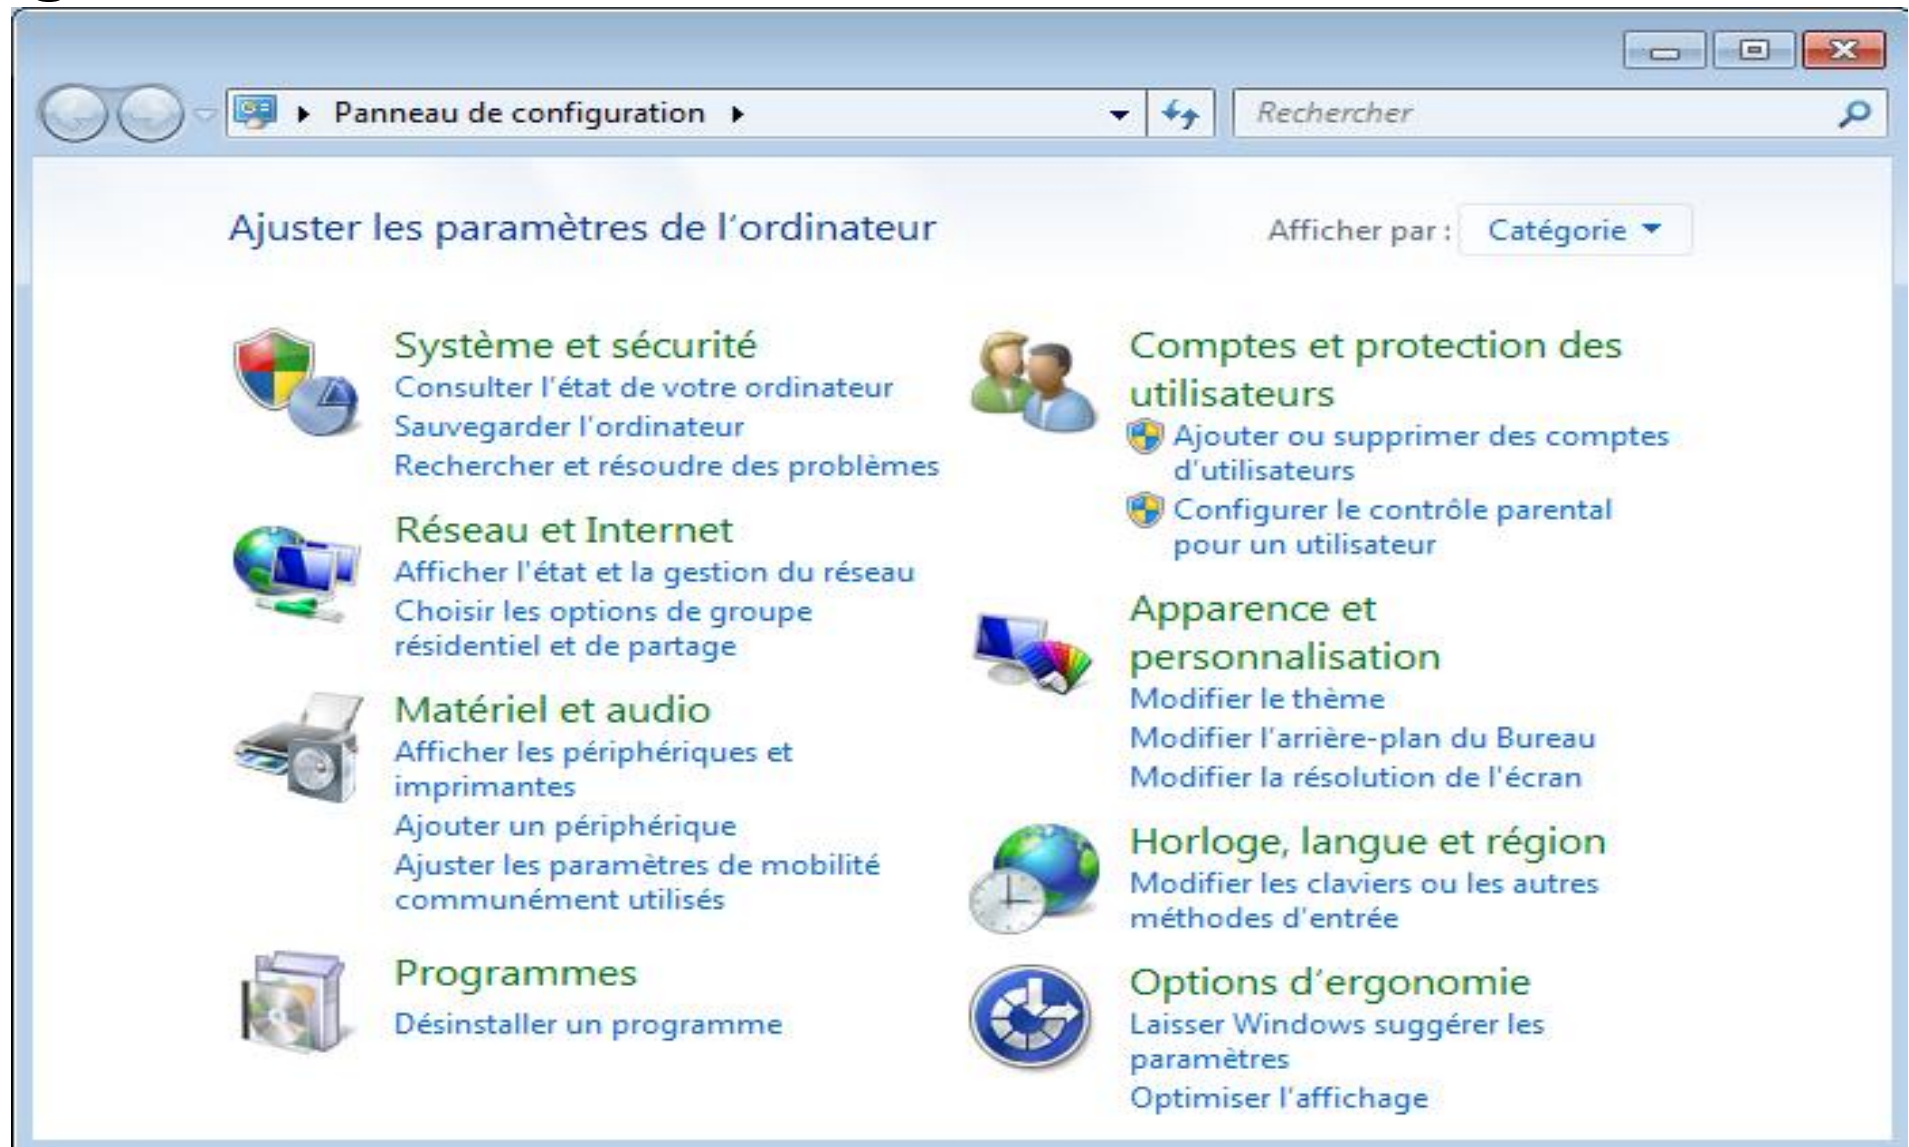 Panneau de configuration
Rechercher
Ajuster les paramètres de l'ordinateur
Afficher par :
Catégorie
Système et sécurité
Consulter l'état de votre ordinateur
Sauvegarder l'ordinateur
Rechercher et résoudre des problèmes
Réseau et Internet
Afficher l'état et la gestion du réseau
Choisir les options de groupe
résidentiel et de partage
Matériel et audio
Afficher les périphériques et
imprimantes
Ajouter un périphérique
Ajuster les paramètres de mobilité
communément utilisés
Programmes
Désinstaller un programme
Comptes et protection des
utilisateurs
Ajouter ou supprimer des comptes
d'utilisateurs
Configurer le contrôle parental
pour un utilisateur
Apparence et
personnalisation
Modifier le thème
Modifier l'arrière-plan du Bureau
Modifier la résolution de l'écran
Horloge, langue et région
Modifier les claviers ou les autres
méthodes d'entrée
Options d'ergonomie
Laisser Windows suggérer les
paramètres
Optimiser l'affichage